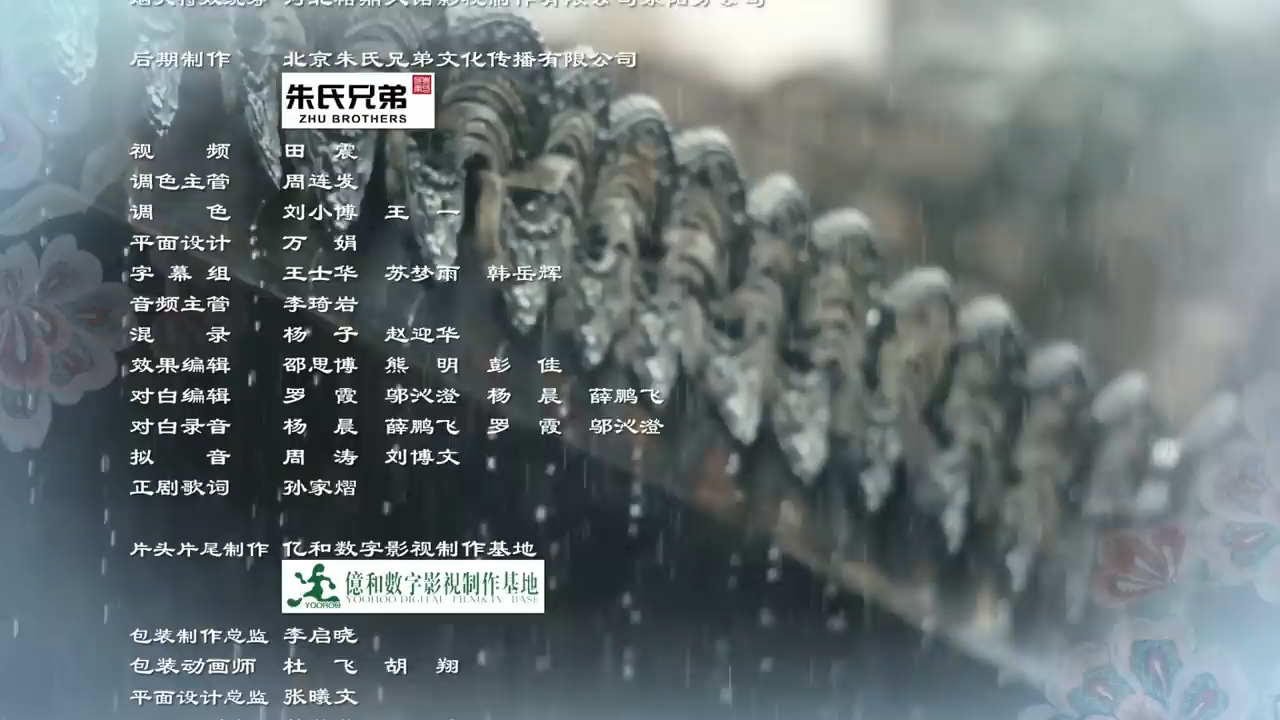 后期制作 北京朱氏兄弟文化传播有限公司
朱氏兄弟
ZHU BROTHERS
视 频 田 震
调色主管 周连发
调 色 刘小博 王 一
平面设计 万 娟
字 幕 组 王士华 苏梦雨 韩岳辉
音频主管 李琦岩
混 录 杨 子 赵迎华
效果编辑 邵思博 熊 明 彭 佳
对白编辑 罗 霞 邬沁澄 杨 晨 薛鹏飞
对白录音 杨 晨 薛鹏飞 罗 霞 邬沁澄
拟 音 周 涛 刘博文
正剧歌词 孙家熠
片头片尾制作 亿和数字影视制作基地
億和數字影視制作基地
YOOHOO YOOHOO DIGITAL FILM&TV BASE
包装制作总监 李启晓
包装动画师 杜 飞 胡 翔
平面设计总监 张曦文